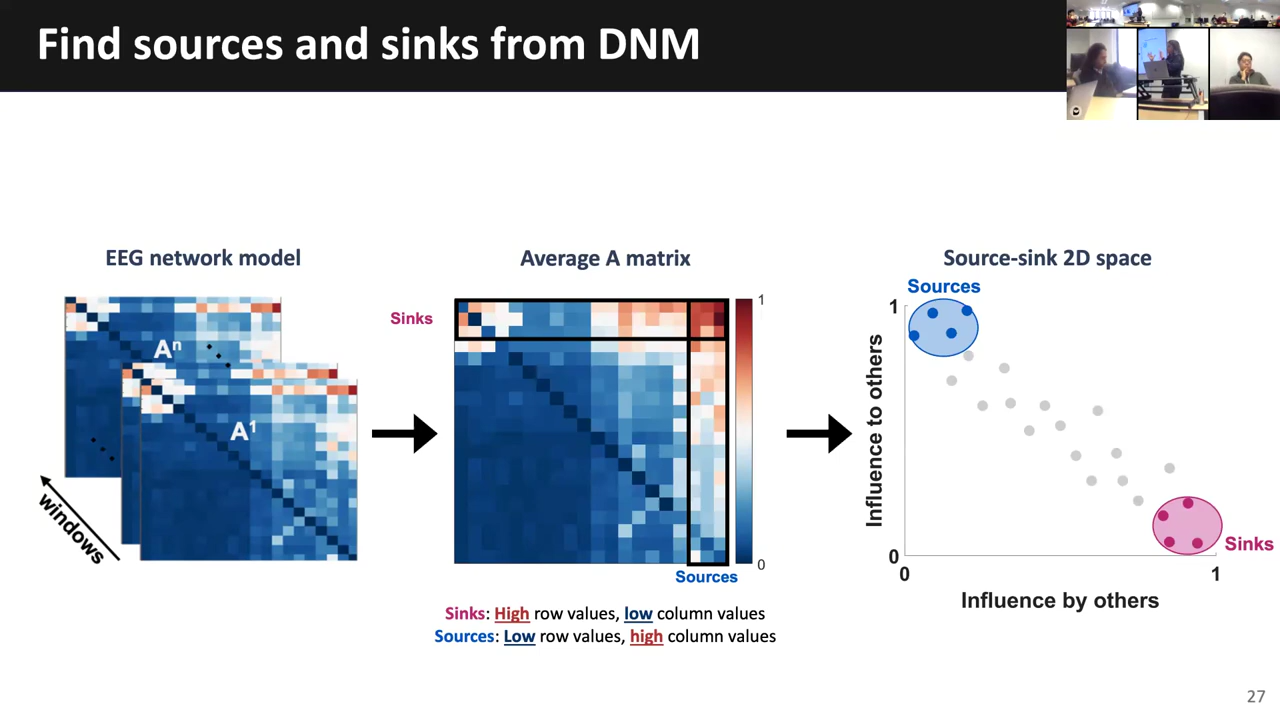 Find sources and sinks from DNM
EEG network model
Aⁿ
A¹
windows
Average A matrix
Sinks
1
0
Sources
Sinks: High row values, low column values
Sources: Low row values, high column values
Source-sink 2D space
Sources
1
Influence to others
0
Sinks
0
1
Influence by others
27